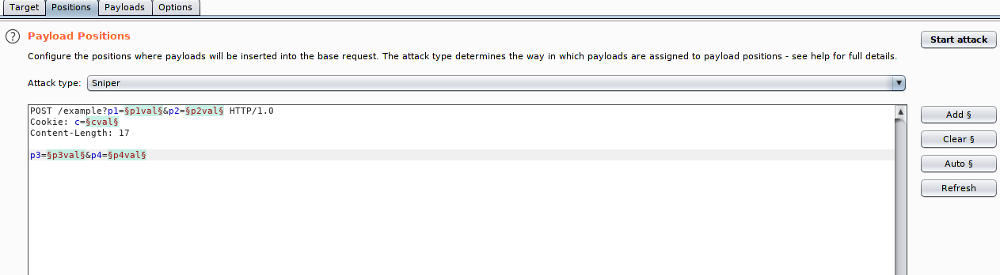 Target Positions Payloads Options
? Payload Positions
Start attack
Configure the positions where payloads will be inserted into the base request. The attack type determines the way in which payloads are assigned to payload positions - see help for full details.
Attack type: Sniper
POST /example?p1=§p1val§&p2=§p2val§ HTTP/1.0
Cookie: c=§cval§
Content-Length: 17
p3=§p3val§&p4=§p4val§
Add §
Clear §
Auto §
Refresh